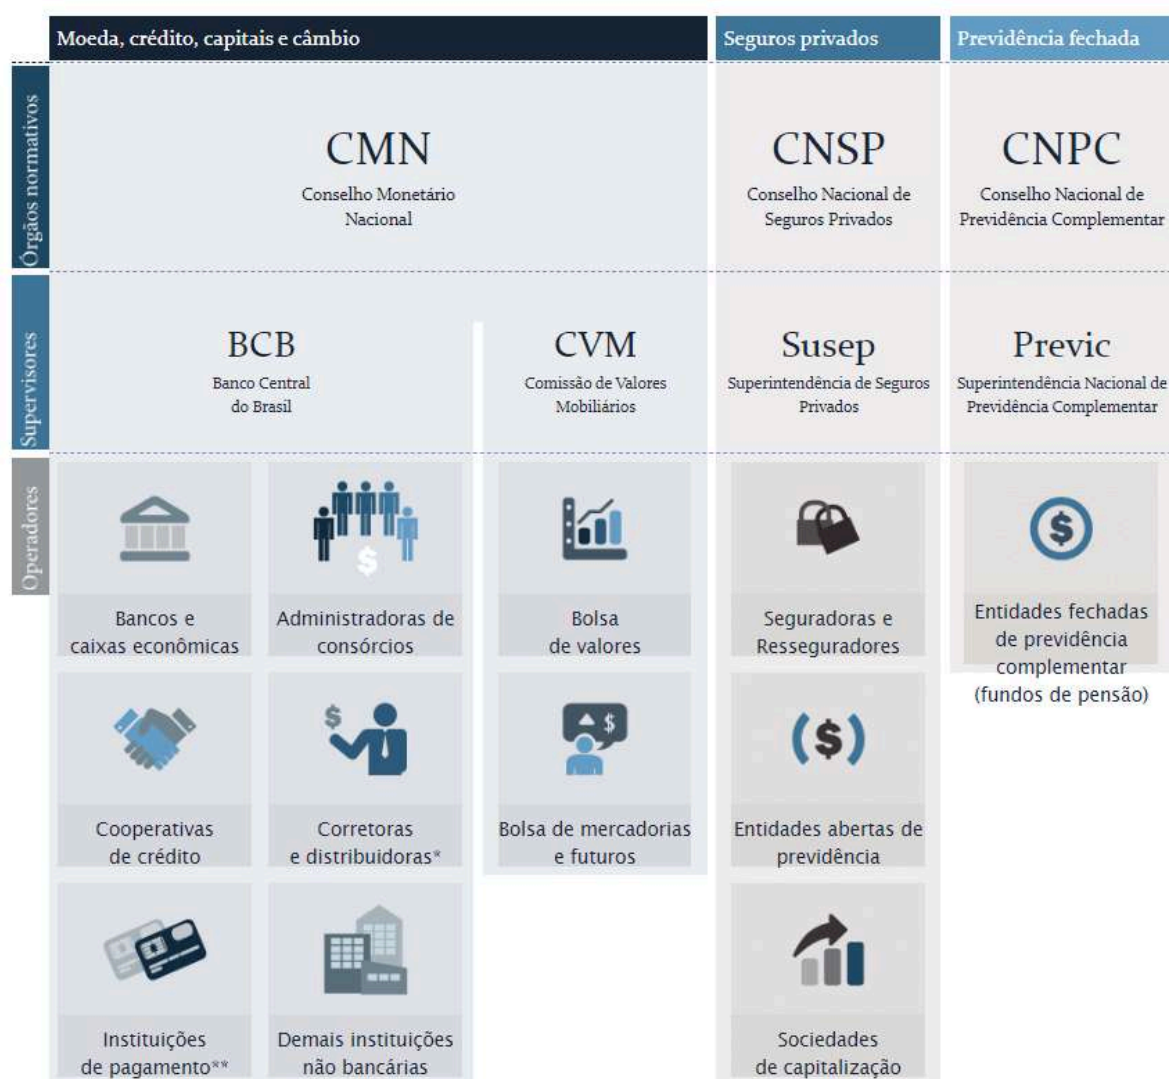 Moeda, crédito, capitais e câmbio
Seguros privados
Previdência fechada
Órgãos normativos
CMN
Conselho Monetário
Nacional
CNSP
Conselho Nacional de
Seguros Privados
CNPC
Conselho Nacional de
Previdência Complementar
Supervisores
BCB
Banco Central
do Brasil
CVM
Comissão de Valores
Mobiliários
Susep
Superintendência de Seguros
Privados
Previc
Superintendência Nacional de
Previdência Complementar
Operadores
Bancos e
caixas econômicas
Administradoras de
consórcios
Bolsa
de valores
Seguradoras e
Resseguradores
Entidades fechadas
de previdência
complementar
(fundos de pensão)
Cooperativas
de crédito
Corretoras
e distribuidoras*
Bolsa de mercadorias
e futuros
Entidades abertas de
previdência
Instituições
de pagamento**
Demais instituições
não bancárias
Sociedades
de capitalização